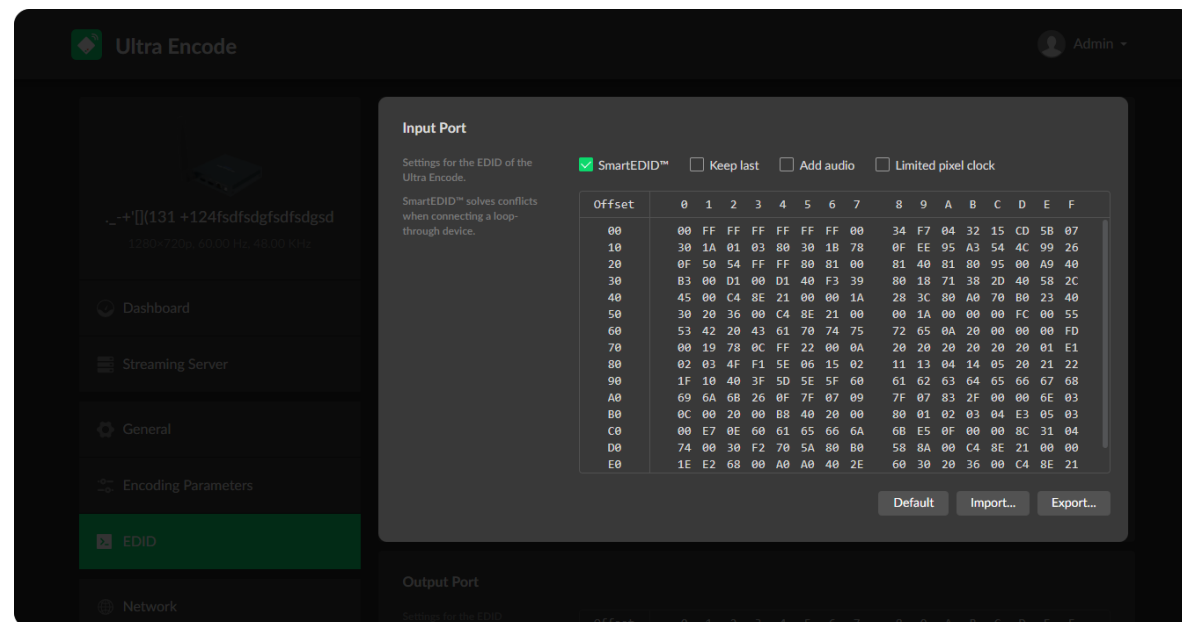 Ultra Encode
Admin
._-+'[](131 +124fsdfsdgfsdfsdgsd
1280×720p, 60.00 Hz, 48.00 KHz
Dashboard
Streaming Server
General
Encoding Parameters
EDID
Network
Input Port
Settings for the EDID of the
Ultra Encode.
SmartEDID™ solves conflicts
when connecting a loop-
through device.
SmartEDID™ Keep last Add audio Limited pixel clock
Offset 0 1 2 3 4 5 6 7 8 9 A B C D E F
00 00 FF FF FF FF FF FF 00 34 F7 04 32 15 CD 5B 07
10 30 1A 01 03 80 30 1B 78 0F EE 95 A3 54 4C 99 26
20 0F 50 54 FF FF 80 81 00 81 40 81 80 95 00 A9 40
30 B3 00 D1 00 D1 40 F3 39 80 18 71 38 2D 40 58 2C
40 45 00 C4 8E 21 00 00 1A 28 3C 80 A0 70 B0 23 40
50 30 20 36 00 C4 8E 21 00 00 1A 00 00 00 FC 00 55
60 53 42 20 43 61 70 74 75 72 65 0A 20 00 00 00 FD
70 00 19 78 0C FF 22 00 0A 20 20 20 20 20 20 01 E1
80 02 03 4F F1 5E 06 15 02 11 13 04 14 05 20 21 22
90 1F 10 40 3F 5D 5E 5F 60 61 62 63 64 65 66 67 68
A0 69 6A 6B 26 0F 7F 07 09 7F 07 83 2F 00 00 6E 03
B0 0C 00 20 00 B8 40 20 00 80 01 02 03 04 E3 05 03
C0 00 E7 0E 60 61 65 66 6A 6B E5 0F 00 00 8C 31 04
D0 74 00 30 F2 70 5A 80 B0 58 8A 00 C4 8E 21 00 00
E0 1E E2 68 00 A0 A0 40 2E 60 30 20 36 00 C4 8E 21
Default Import... Export...
Output Port
Settings for the EDID
Offset 0 1 2 3 4 5 6 7 8 9 A B C D E F